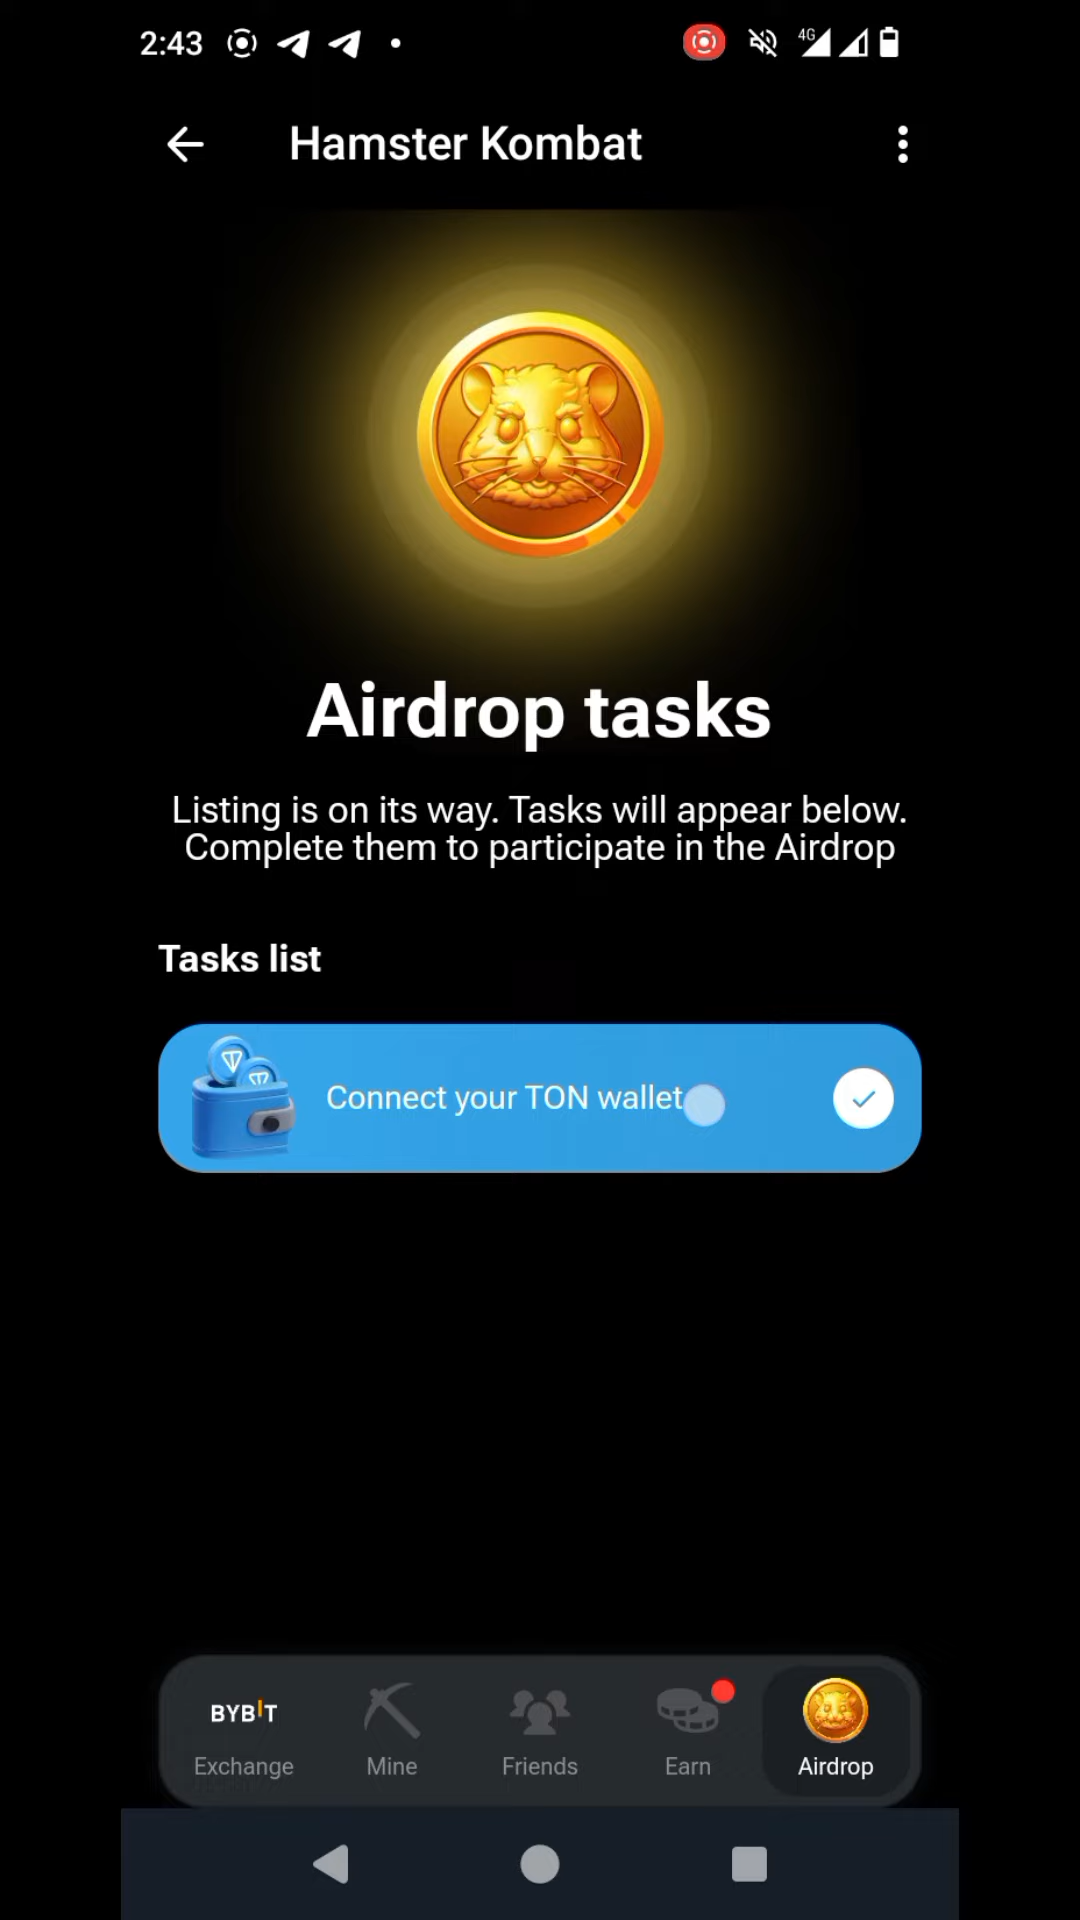 2:43
4G
Hamster Kombat
Airdrop tasks
Listing is on its way. Tasks will appear below.
Complete them to participate in the Airdrop
Tasks list
Connect your TON wallet
BYBIT
Exchange
Mine
Friends
Earn
Airdrop